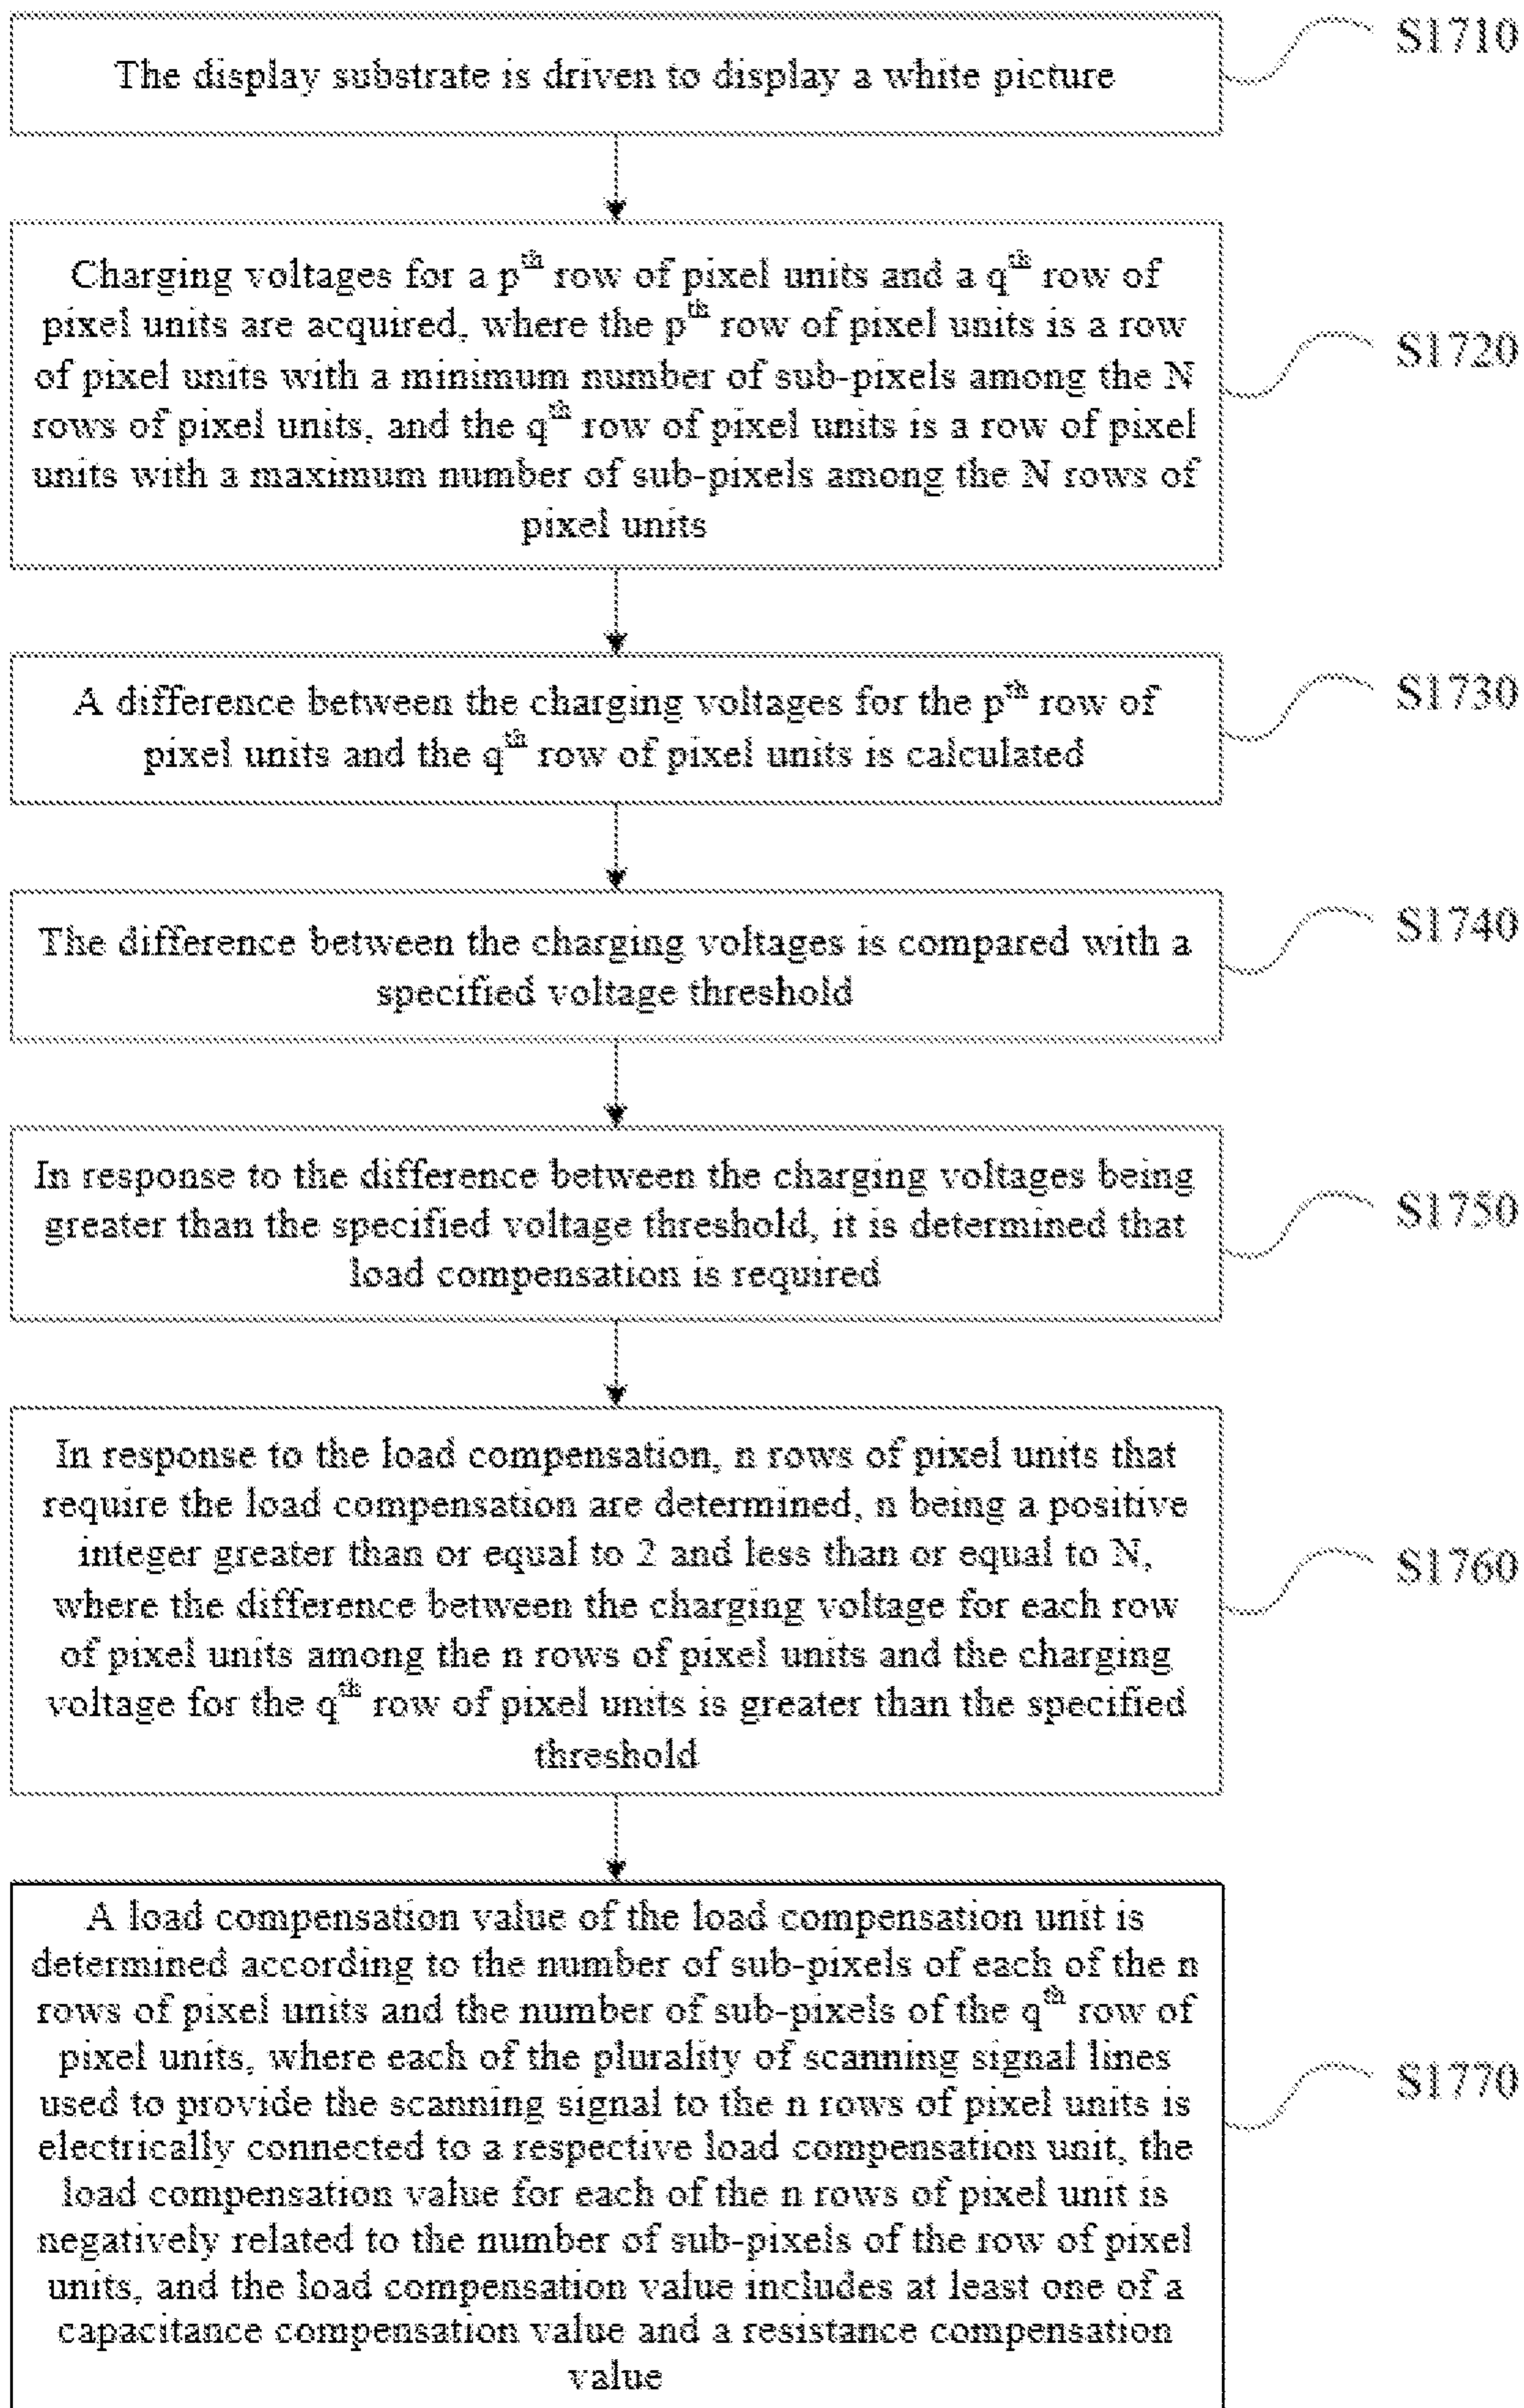 The display substrate is driven to display a white picture
S1710
Charging voltages for a pth row of pixel units and a qth row of
pixel units are acquired, where the pth row of pixel units is a row
of pixel units with a minimum number of sub-pixels among the N
rows of pixel units, and the qth row of pixel units is a row of pixel
units with a maximum number of sub-pixels among the N rows of
pixel units
S1720
A difference between the charging voltages for the pth row of
pixel units and the qth row of pixel units is calculated
S1730
The difference between the charging voltages is compared with a
specified voltage threshold
S1740
In response to the difference between the charging voltages being
greater than the specified voltage threshold, it is determined that
load compensation is required
S1750
In response to the load compensation, n rows of pixel units that
require the load compensation are determined, n being a positive
integer greater than or equal to 2 and less than or equal to N,
where the difference between the charging voltage for each row
of pixel units among the n rows of pixel units and the charging
voltage for the qth row of pixel units is greater than the specified
threshold
S1760
A load compensation value of the load compensation unit is
determined according to the number of sub-pixels of each of the n
rows of pixel units and the number of sub-pixels of the qth row of
pixel units, where each of the plurality of scanning signal lines
used to provide the scanning signal to the n rows of pixel units is
electrically connected to a respective load compensation unit, the
load compensation value for each of the n rows of pixel unit is
negatively related to the number of sub-pixels of the row of pixel
units, and the load compensation value includes at least one of a
capacitance compensation value and a resistance compensation
value
S1770